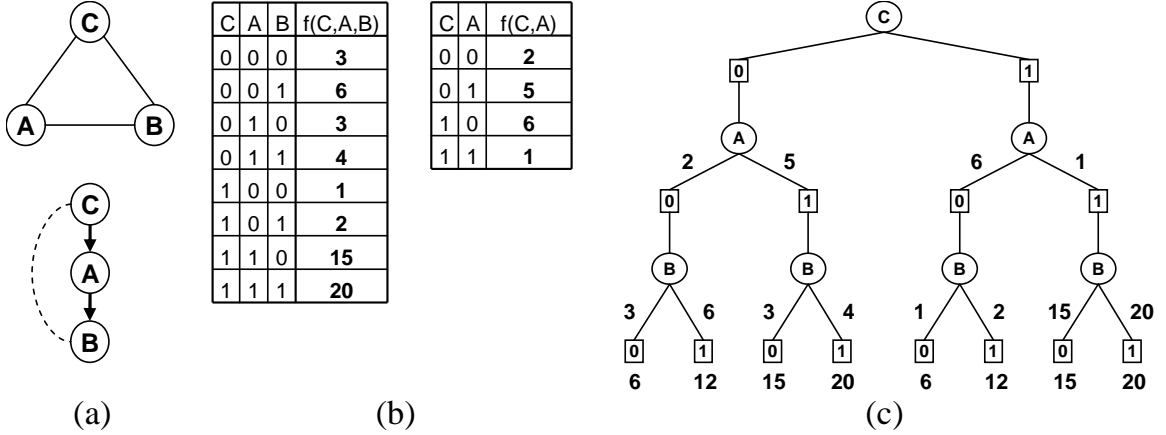 C
A B
C
A
B
(a)
C A B f(C,A,B)
0 0 0 3
0 0 1 6
0 1 0 3
0 1 1 4
1 0 0 1
1 0 1 2
1 1 0 15
1 1 1 20
C A f(C,A)
0 0 2
0 1 5
1 0 6
1 1 1
(b)
C
0 1
A A
2 5 6 1
0 1 0 1
B B B B
3 6 3 4 1 2 15 20
0 1 0 1 0 1 0 1
6 12 15 20 6 12 15 20
(c)